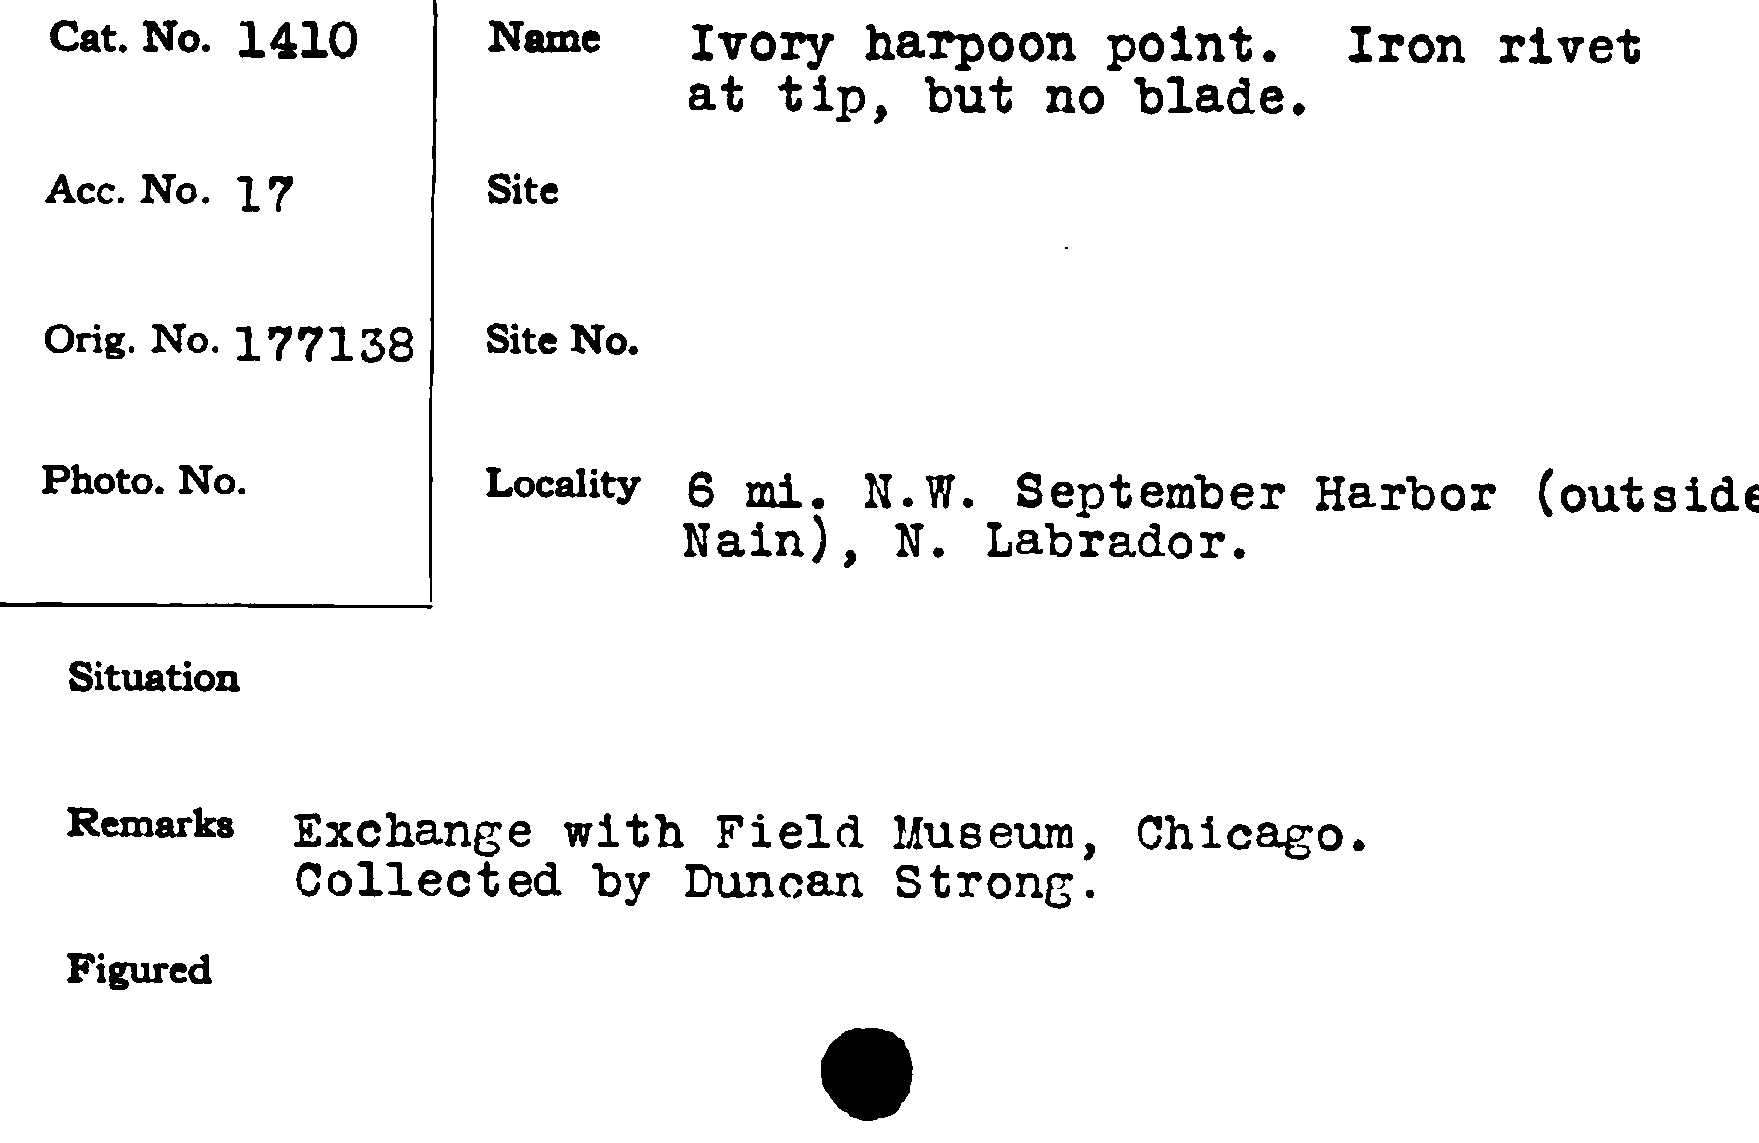 Cat. No. 1410
Name Ivory harpoon point. Iron rivet
at tip, but no blade.
Acc. No. 17
Site
Orig. No. 177138
Site No.
Photo. No.
Locality 6 mi. N.W. September Harbor (outside
Nain), N. Labrador.
Situation
Remarks Exchange with Field Museum, Chicago.
Collected by Duncan Strong.
Figured